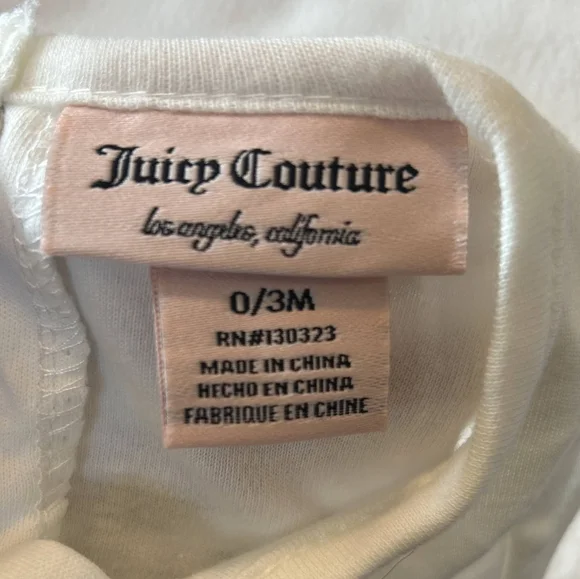 Juicy Couture
los angeles, california
0/3M
RN#130323
MADE IN CHINA
HECHO EN CHINA
FABRIQUE EN CHINE